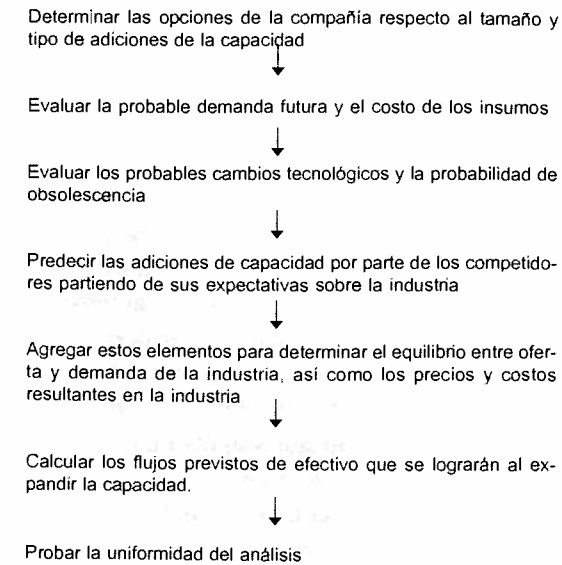 Determinar las opciones de la compañía respecto al tamaño y
tipo de adiciones de la capacidad
Evaluar la probable demanda futura y el costo de los insumos
Evaluar los probables cambios tecnológicos y la probabilidad de
obsolescencia
Predecir las adiciones de capacidad por parte de los competido-
res partiendo de sus expectativas sobre la industria
Agregar estos elementos para determinar el equilibrio entre ofer-
ta y demanda de la industria, así como los precios y costos
resultantes en la industria
Calcular los flujos previstos de efectivo que se lograrán al ex-
pandir la capacidad.
Probar la uniformidad del análisis